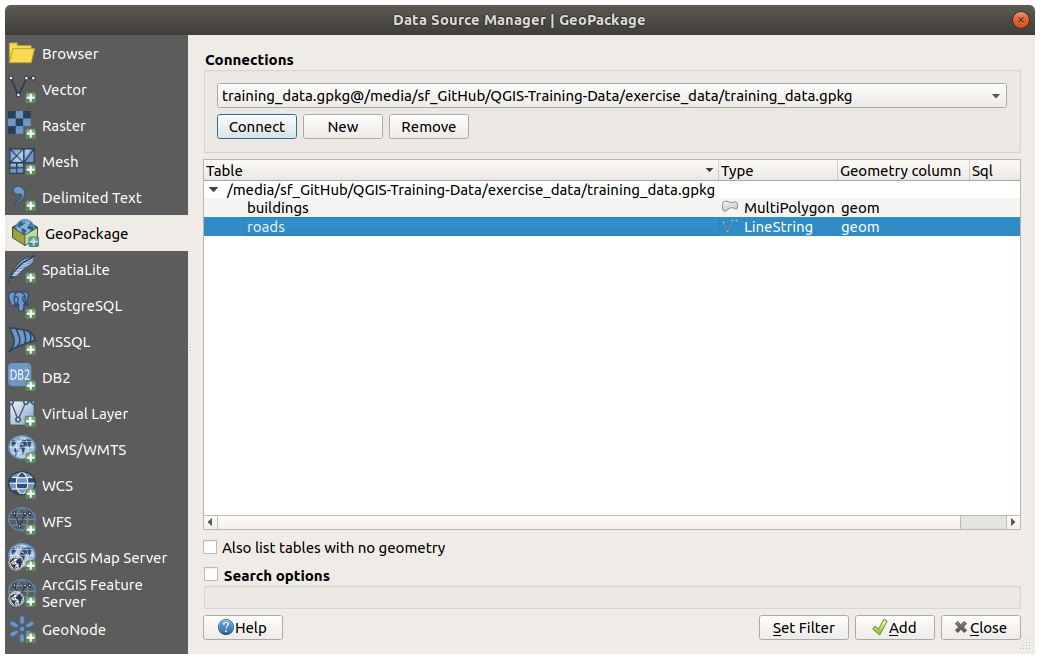 Data Source Manager | GeoPackage
Browser
Vector
Raster
Mesh
Delimited Text
GeoPackage
SpatiaLite
PostgreSQL
MSSQL
DB2
DB2
Virtual Layer
WMS/WMTS
WCS
WFS
ArcGIS Map Server
ArcGIS Feature
Server
GeoNode
Connections
training_data.gpkg@/media/sf_GitHub/QGIS-Training-Data/exercise_data/training_data.gpkg
Connect New Remove
Table Type Geometry column Sql
/media/sf_GitHub/QGIS-Training-Data/exercise_data/training_data.gpkg
buildings MultiPolygon geom
roads LineString geom
Also list tables with no geometry
Search options
?Help Set Filter Add Close